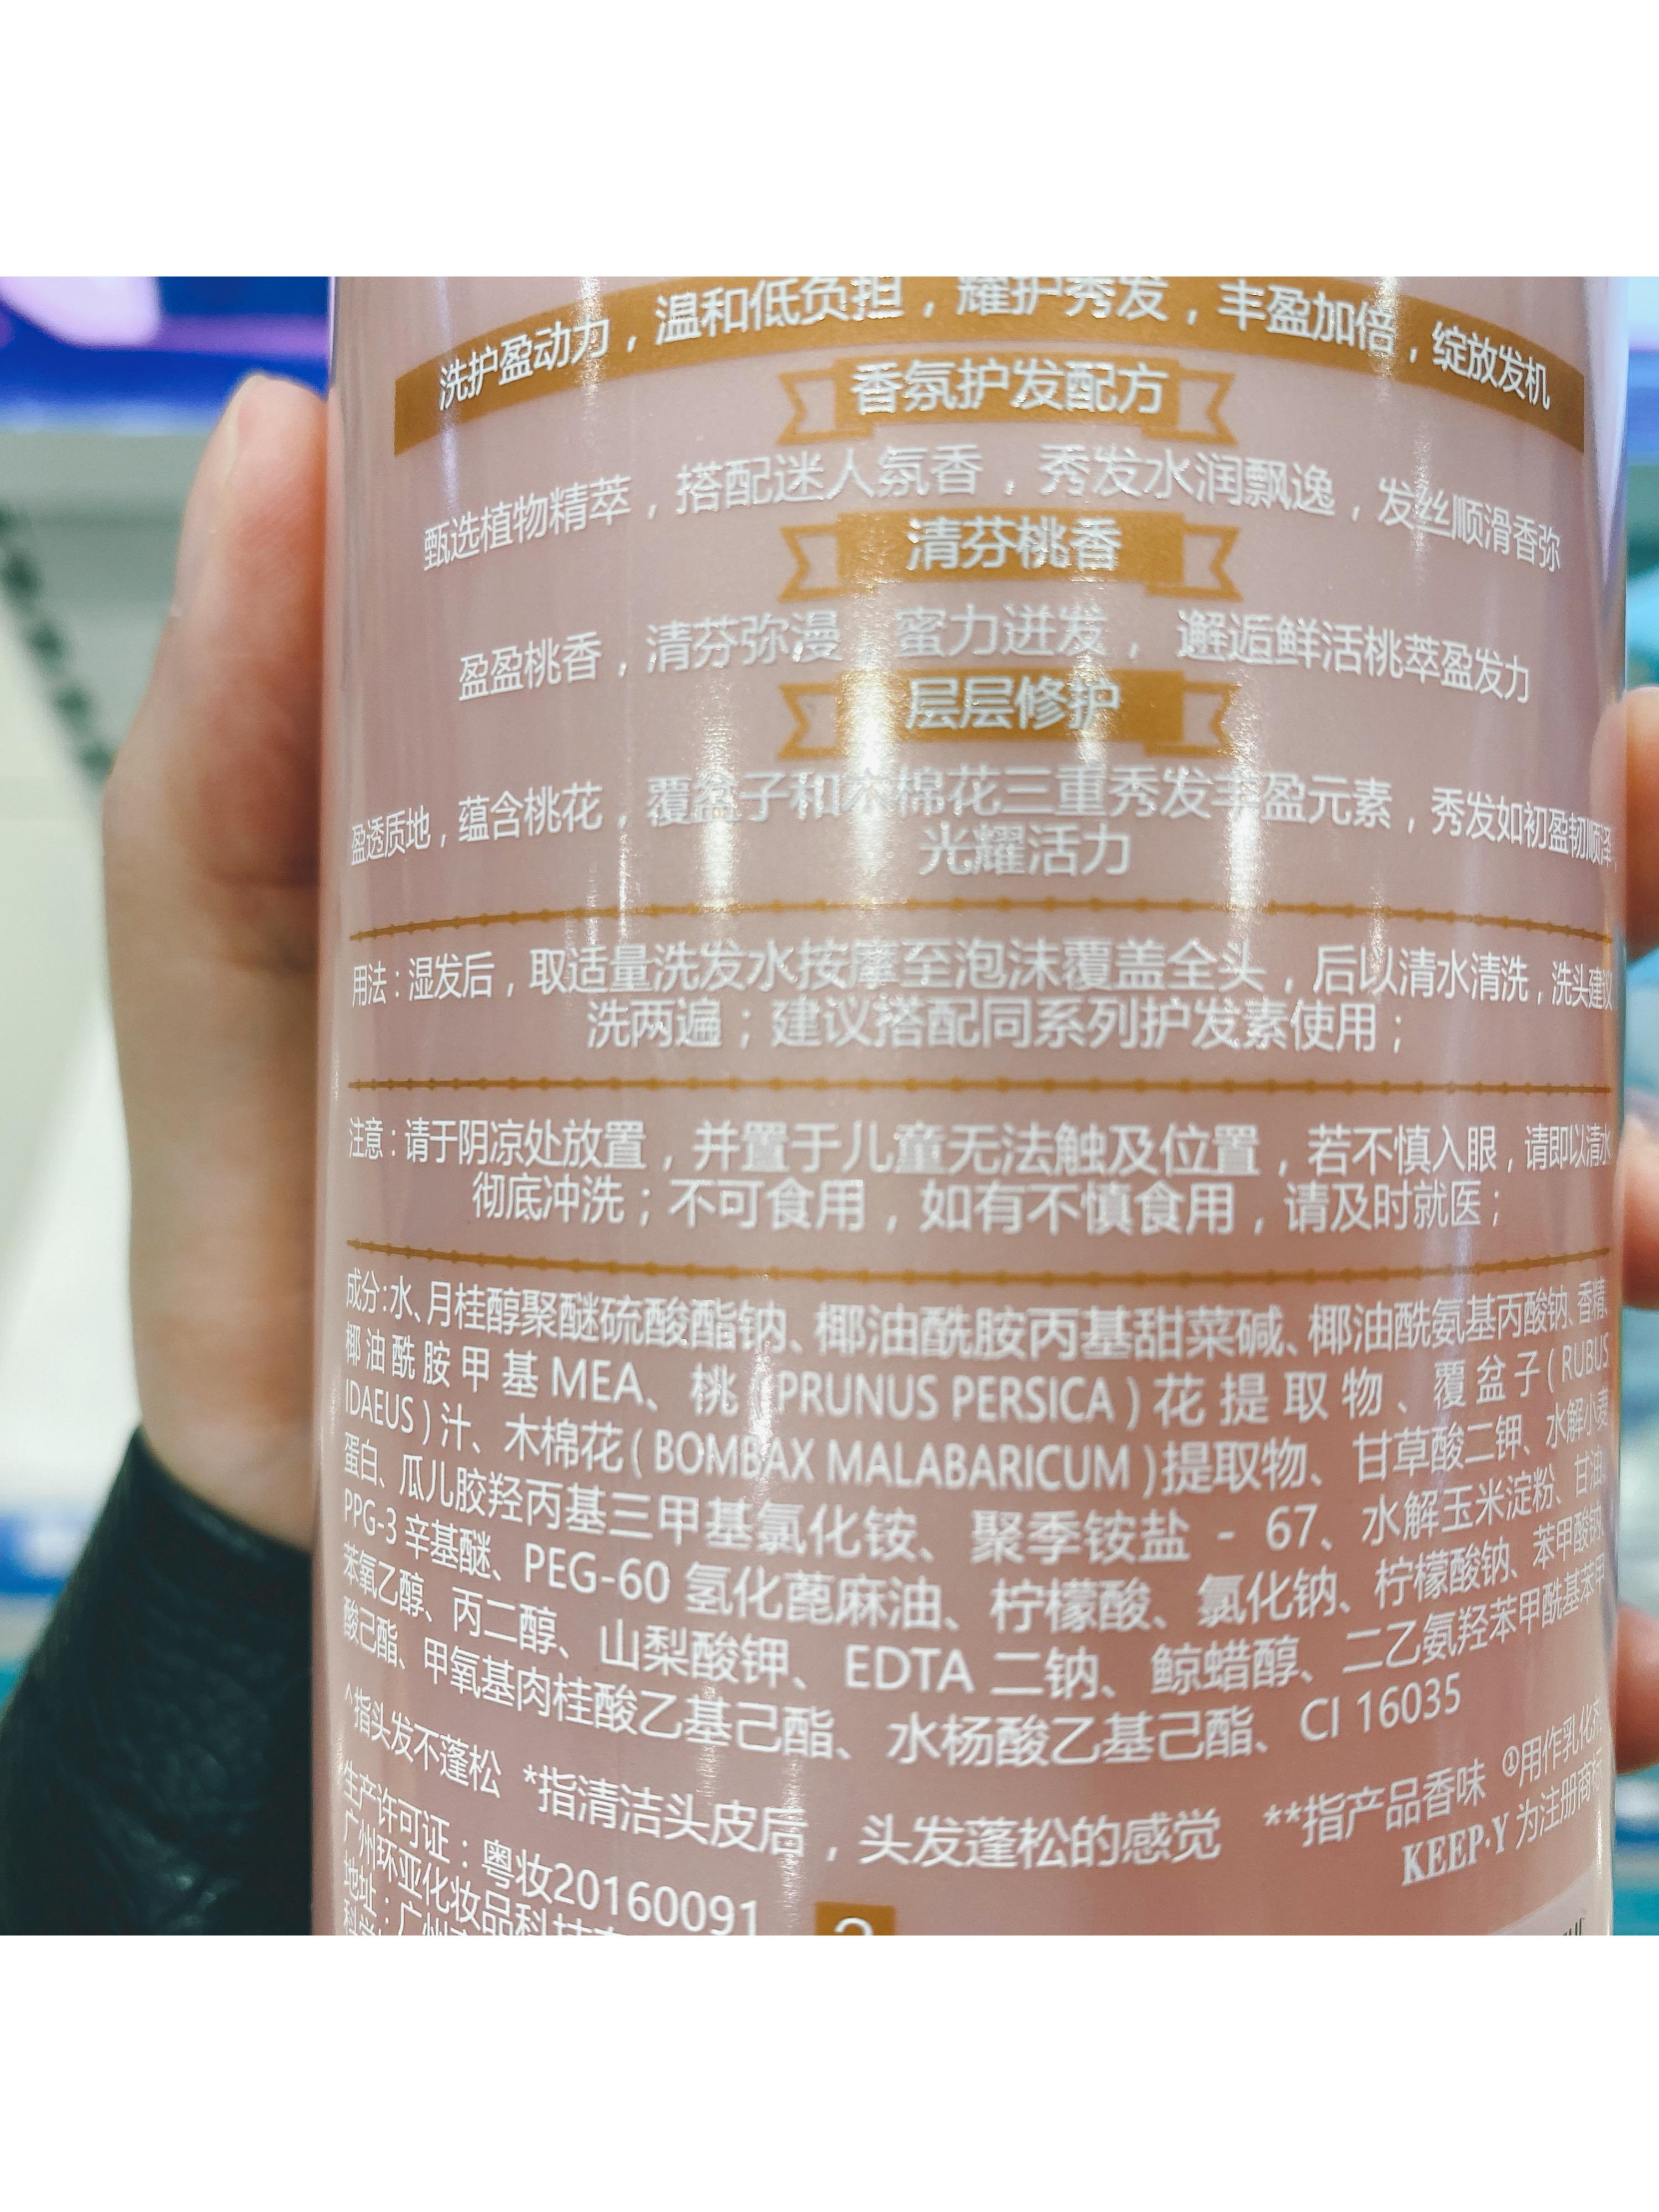 洗护盈动力，温和低负担，耀护秀发，丰盈加倍，绽放发机
香氛护发配方
甄选植物精萃，搭配迷人氛香，秀发水润飘逸，发丝顺滑香弥
清芬桃香
盈盈桃香，清芬弥漫，蜜力迸发，邂逅鲜活桃萃盈发力
层层修护
盈透质地，蕴含桃花，覆盆子和木棉花三重秀发丰盈元素，秀发如初盈韧顺泽，
光耀活力
用法：湿发后，取适量洗发水按摩至泡沫覆盖全头，后以清水清洗，洗头建议
洗两遍；建议搭配同系列护发素使用；
注意：请于阴凉处放置，并置于儿童无法触及位置，若不慎入眼，请即以清水
彻底冲洗；不可食用，如有不慎食用，请及时就医；
成分：水、月桂醇聚醚硫酸酯钠、椰油酰胺丙基甜菜碱、椰油酰氨基丙酸钠、香精、
椰油酰胺甲基MEA、桃（PRUNUS PERSICA）花提取物、覆盆子（RUBUS
IDAEUS）汁、木棉花（BOMBAX MALABARICUM）提取物、甘草酸二钾、水解小麦
蛋白、瓜儿胶羟丙基三甲基氯化铵、聚季铵盐-67、水解玉米淀粉、甘油、
PPG-3 辛基醚、PEG-60 氢化蓖麻油、柠檬酸、氯化钠、柠檬酸钠、苯甲酸钠、
苯氧乙醇、丙二醇、山梨酸钾、EDTA 二钠、鲸蜡醇、二乙氨羟苯甲酰基苯甲
酸己酯、甲氧基肉桂酸乙基己酯、水杨酸乙基己酯、CI 16035
^指头发不蓬松 *指清洁头皮后，头发蓬松的感觉 **指产品香味 ①用作乳化剂
KEEP·Y 为注册商标
生产许可证：粤妆20160091
广州环亚化妆品科技
地址：广州